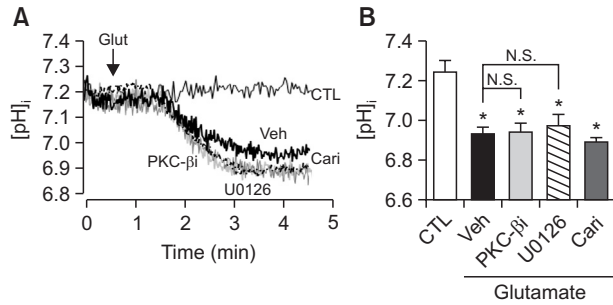 A
Glut
7.4
7.3
7.2
7.1
7.0
6.9
6.8
[pH]i
CTL
Veh
PKC-βi
Cari
U0126
0
1
2
3
4
5
Time (min)
B
7.4
7.2
7.0
6.8
6.6
[pH]i
N.S.
N.S.
*
*
*
*
CTL
Veh
PKC-βi
U0126
Cari
Glutamate